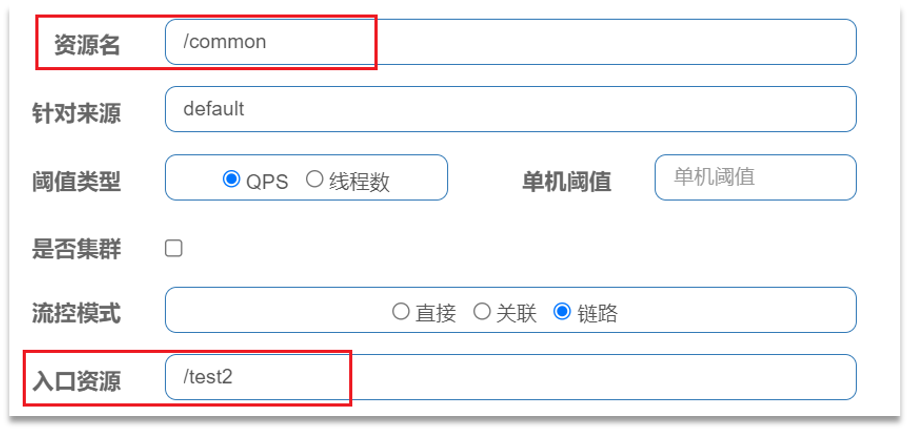 资源名 /common
针对来源 default
阈值类型 QPS 线程数 单机阈值 单机阈值
是否集群
流控模式 直接 关联 链路
入口资源 /test2